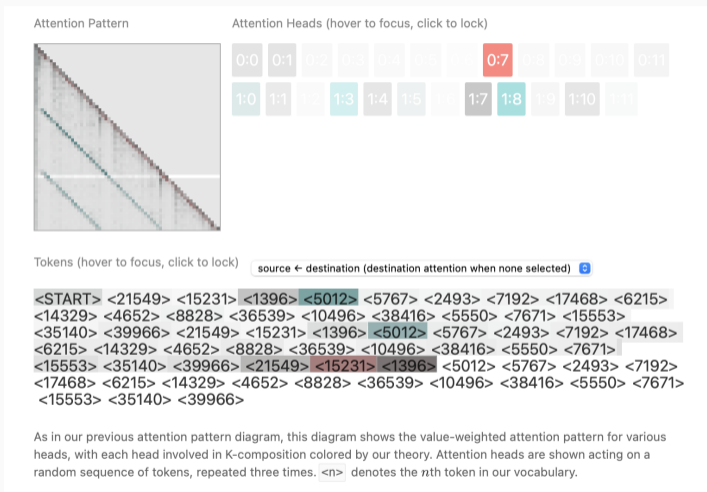 Attention Pattern
Attention Heads (hover to focus, click to lock)
0:0 0:1 0:2 0:3 0:4 0:7 0:8 0:9 0:10 0:11
1:0 1:1 1:2 1:3 1:4 1:5 1:7 1:8 1:9 1:10 1:11
Tokens (hover to focus, click to lock)
source ← destination (destination attention when none selected)
<START> <21549> <15231> <1396> <5012> <5767> <2493> <7192> <17468> <6215>
<14329> <4652> <8828> <36539> <10496> <38416> <5550> <7671> <15553>
<35140> <39966> <21549> <15231> <1396> <5012> <5767> <2493> <7192> <17468>
<6215> <14329> <4652> <8828> <36539> <10496> <38416> <5550> <7671>
<15553> <35140> <39966> <21549> <15231> <1396> <5012> <5767> <2493> <7192>
<17468> <6215> <14329> <4652> <8828> <36539> <10496> <38416> <5550> <7671>
<15553> <35140> <39966>
As in our previous attention pattern diagram, this diagram shows the value-weighted attention pattern for various
heads, with each head involved in K-composition colored by our theory. Attention heads are shown acting on a
random sequence of tokens, repeated three times. <n> denotes the nth token in our vocabulary.